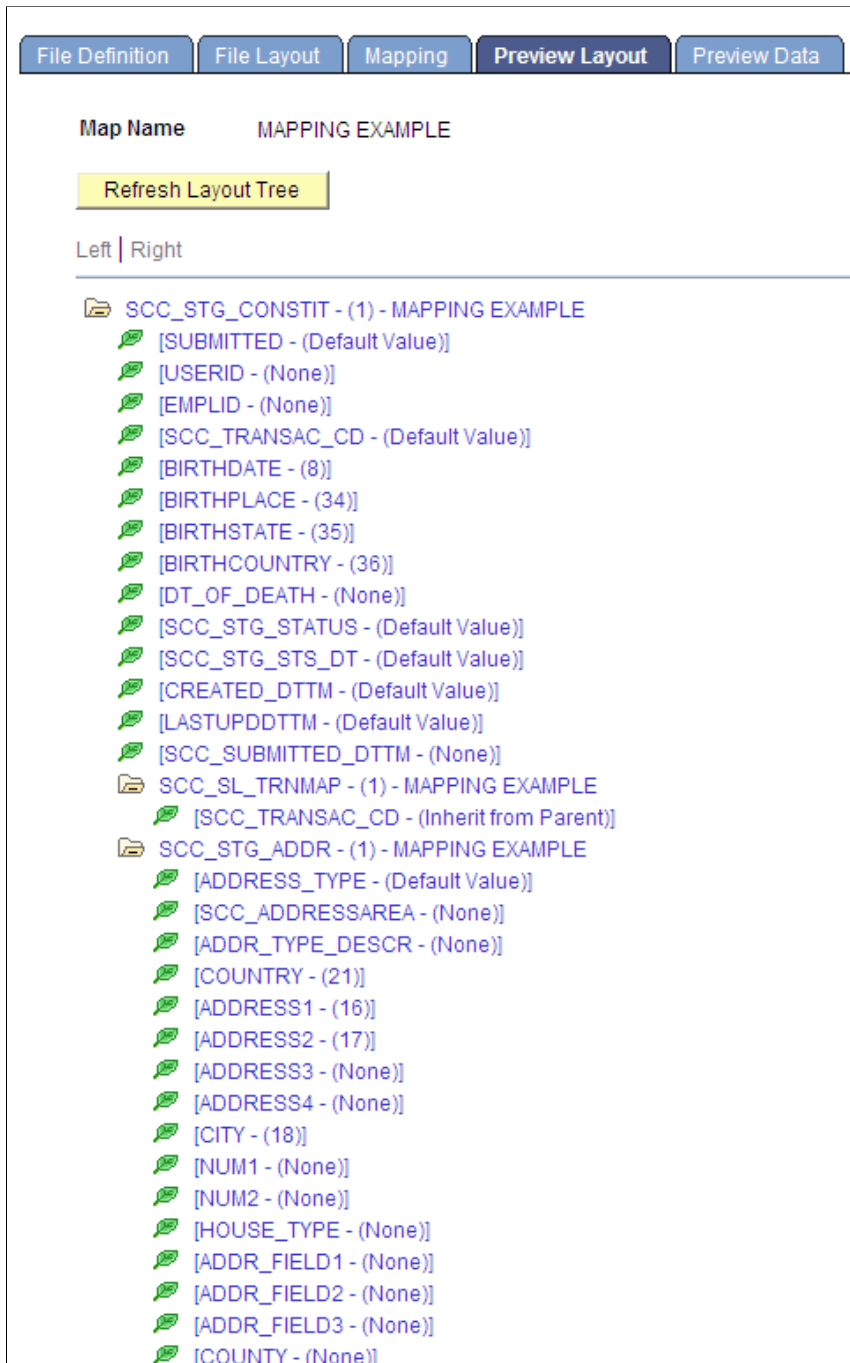 File Definition File Layout Mapping Preview Layout Preview Data
Map Name MAPPING EXAMPLE
Refresh Layout Tree
Left | Right
SCC_STG_CONSTIT - (1) - MAPPING EXAMPLE
[SUBMITTED - (Default Value)]
[USERID - (None)]
[EMPLID - (None)]
[SCC_TRANSAC_CD - (Default Value)]
[BIRTHDATE - (8)]
[BIRTHPLACE - (34)]
[BIRTHSTATE - (35)]
[BIRTHCOUNTRY - (36)]
[DT_OF_DEATH - (None)]
[SCC_STG_STATUS - (Default Value)]
[SCC_STG_STS_DT - (Default Value)]
[CREATED_DTTM - (Default Value)]
[LASTUPDDTTM - (Default Value)]
[SCC_SUBMITTED_DTTM - (None)]
SCC_SL_TRNMAP - (1) - MAPPING EXAMPLE
[SCC_TRANSAC_CD - (Inherit from Parent)]
SCC_STG_ADDR - (1) - MAPPING EXAMPLE
[ADDRESS_TYPE - (Default Value)]
[SCC_ADDRESSAREA - (None)]
[ADDR_TYPE_DESCR - (None)]
[COUNTRY - (21)]
[ADDRESS1 - (16)]
[ADDRESS2 - (17)]
[ADDRESS3 - (None)]
[ADDRESS4 - (None)]
[CITY - (18)]
[NUM1 - (None)]
[NUM2 - (None)]
[HOUSE_TYPE - (None)]
[ADDR_FIELD1 - (None)]
[ADDR_FIELD2 - (None)]
[ADDR_FIELD3 - (None)]
[COUNTY - (None)]